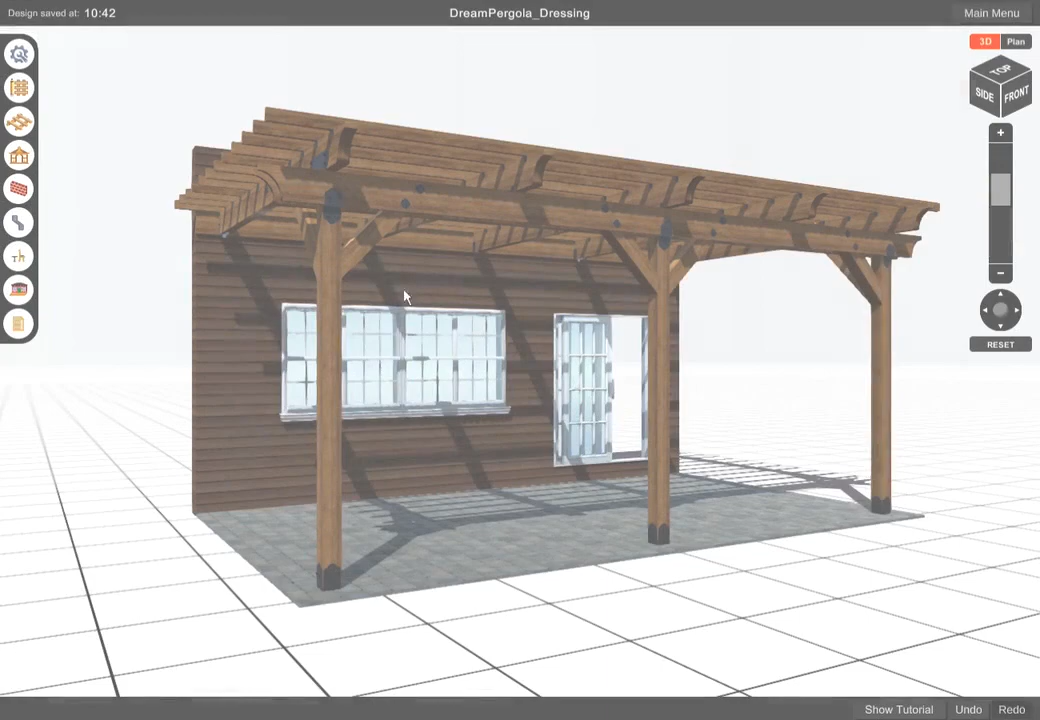 Design saved at: 10:42
DreamPergola_Dressing
Main Menu
3D
Plan
TOP
SIDE
FRONT
+
−
RESET
Show Tutorial
Undo
Redo